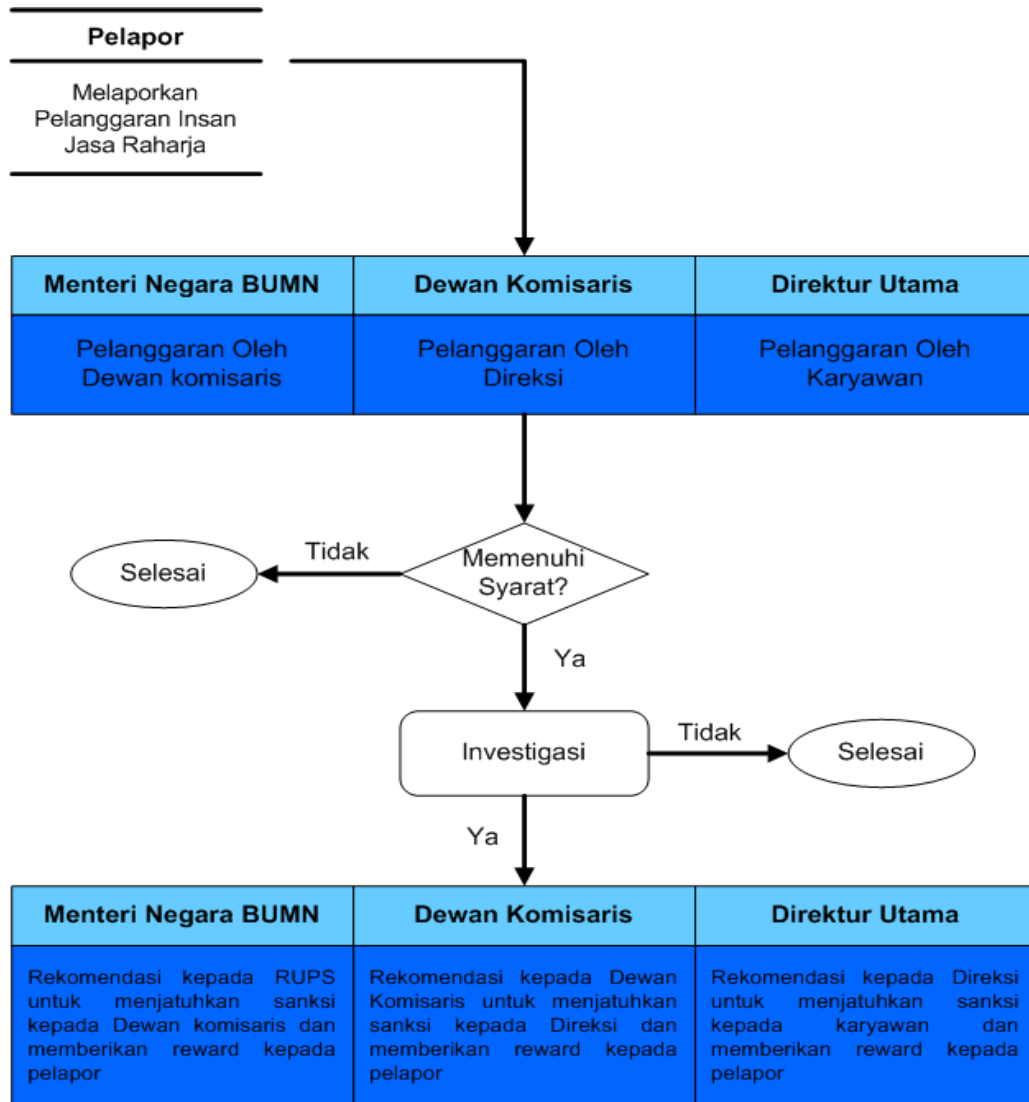 Pelapor
Melaporkan
Pelanggaran Insan
Jasa Raharja
Menteri Negara BUMN
Dewan Komisaris
Direktur Utama
Pelanggaran Oleh
Dewan komisaris
Pelanggaran Oleh
Direksi
Pelanggaran Oleh
Karyawan
Memenuhi
Syarat?
Tidak
Selesai
Ya
Investigasi
Tidak
Selesai
Ya
Menteri Negara BUMN
Dewan Komisaris
Direktur Utama
Rekomendasi kepada RUPS
untuk menjatuhkan sanksi
kepada Dewan komisaris dan
memberikan reward kepada
pelapor
Rekomendasi kepada Dewan
Komisaris untuk menjatuhkan
sanksi kepada Direksi dan
memberikan reward kepada
pelapor
Rekomendasi kepada Direksi
untuk menjatuhkan sanksi
kepada karyawan dan
memberikan reward kepada
pelapor